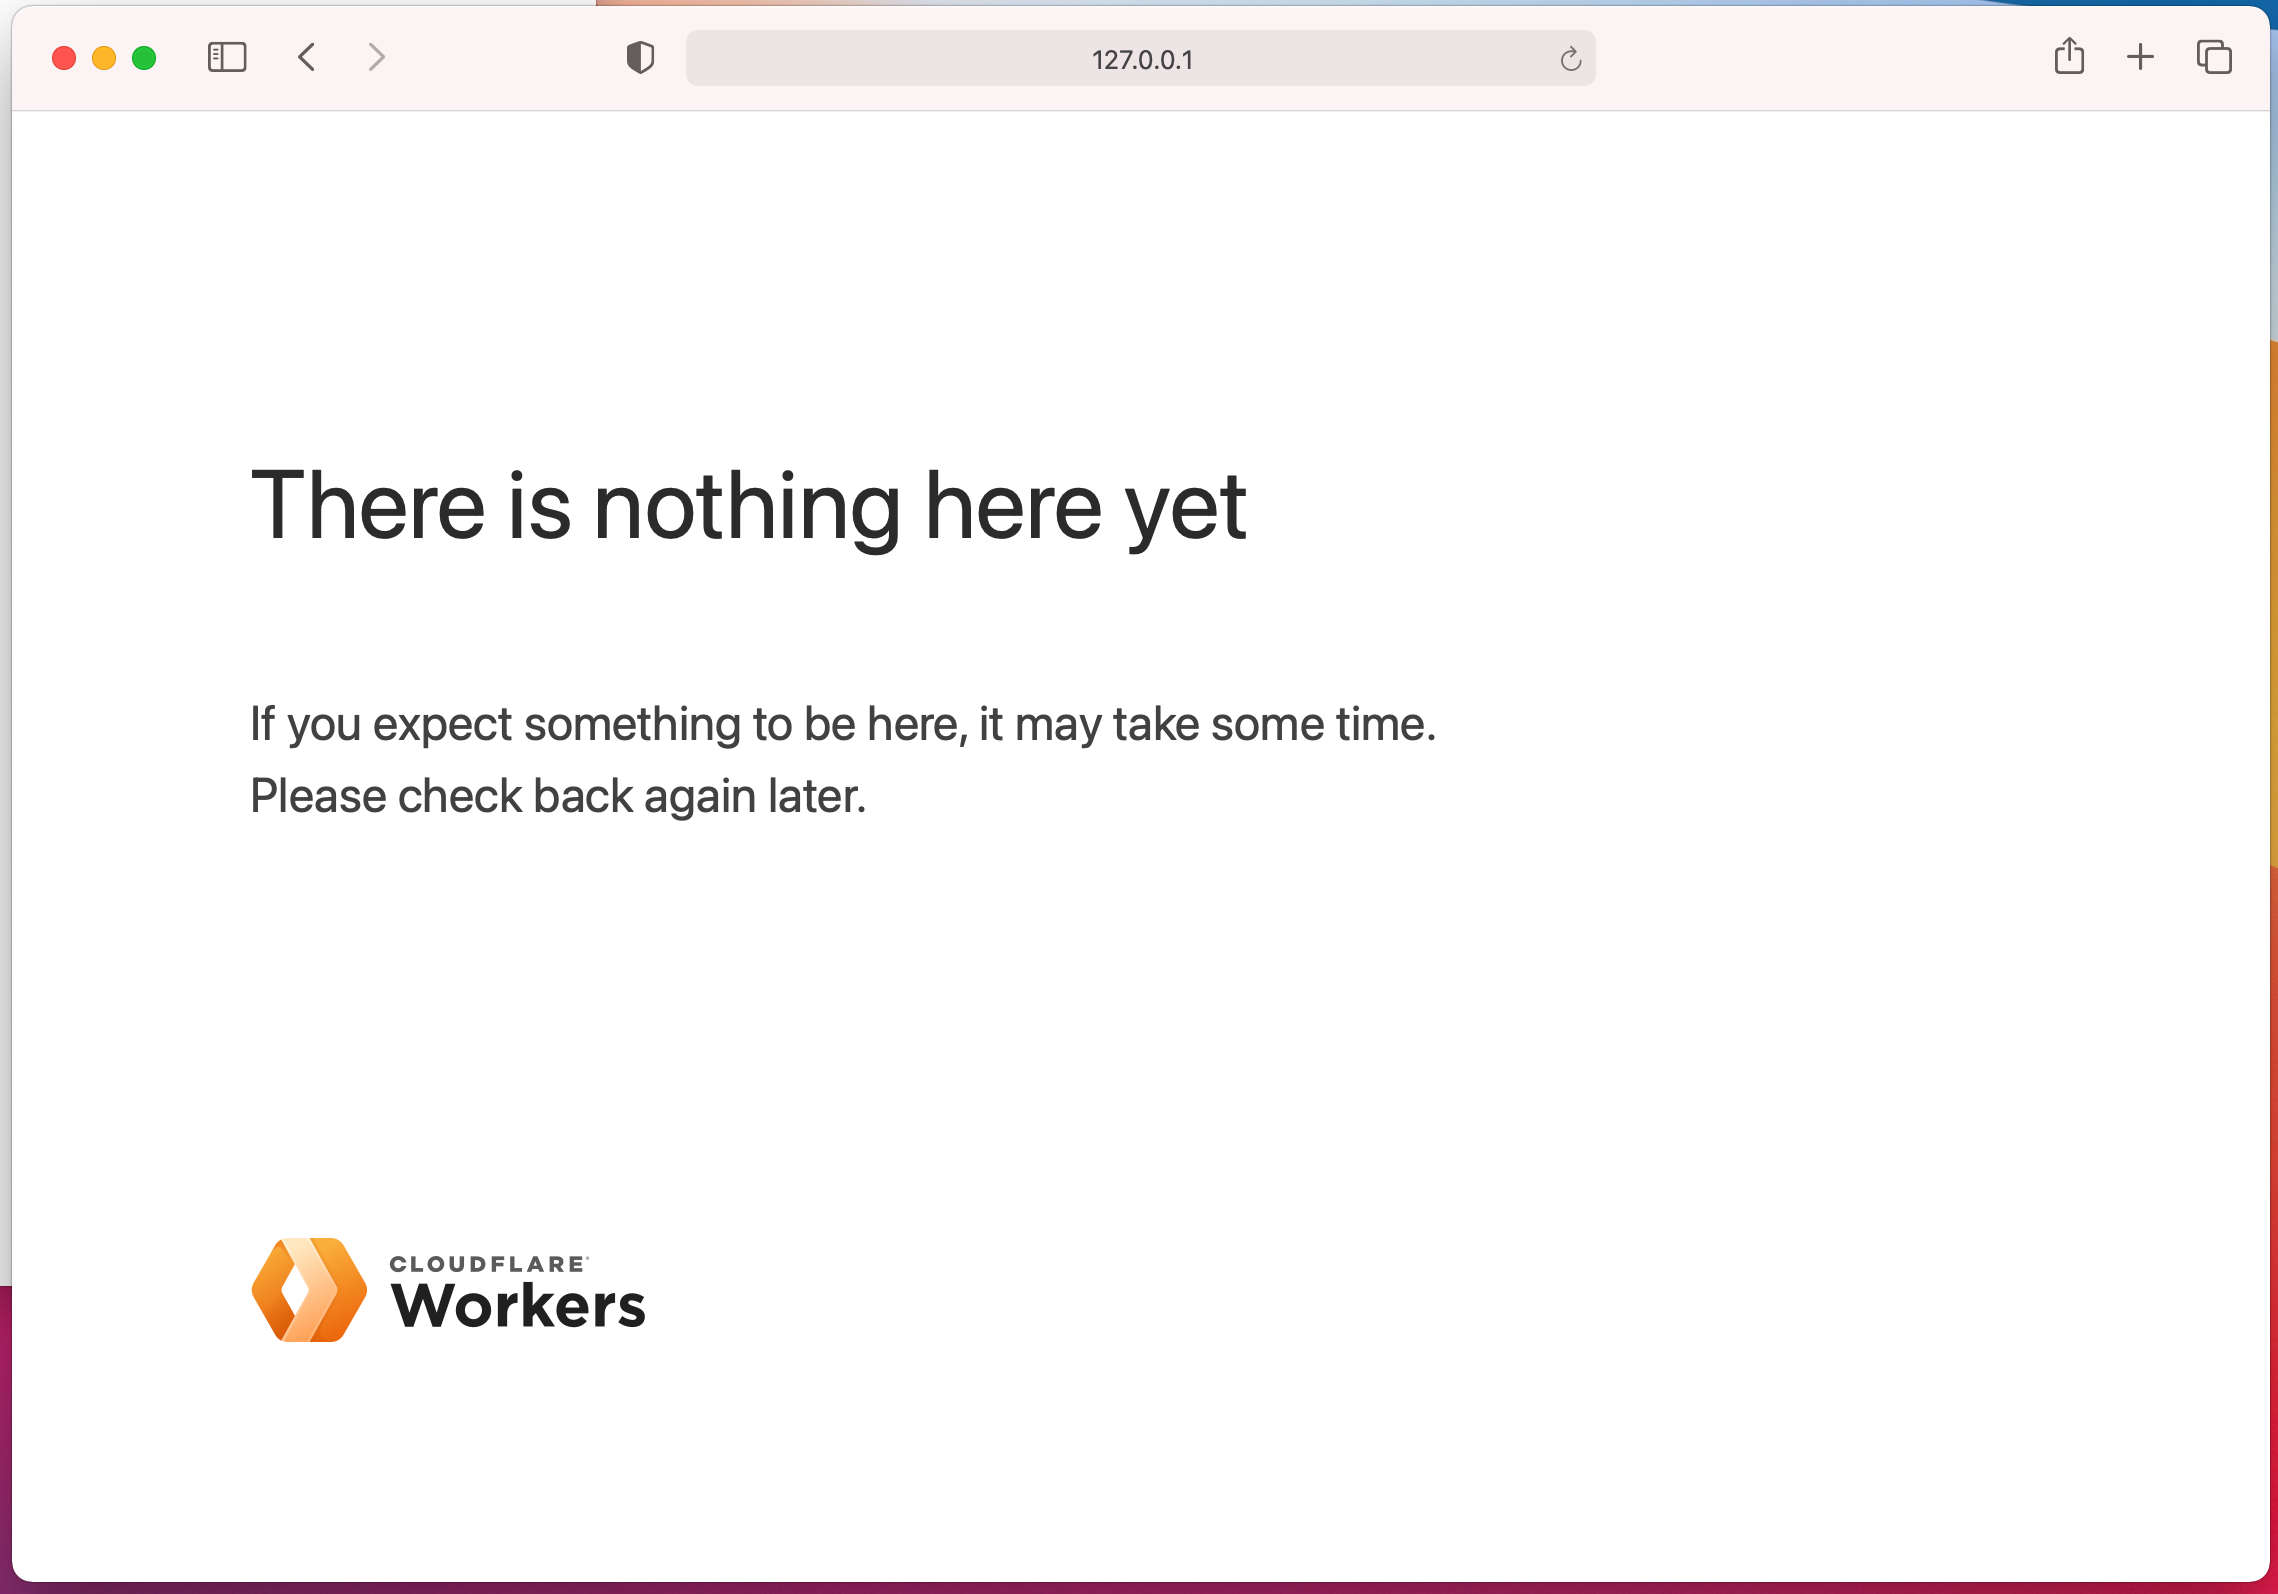 127.0.0.1
There is nothing here yet
If you expect something to be here, it may take some time.
Please check back again later.
CLOUDFLARE
Workers